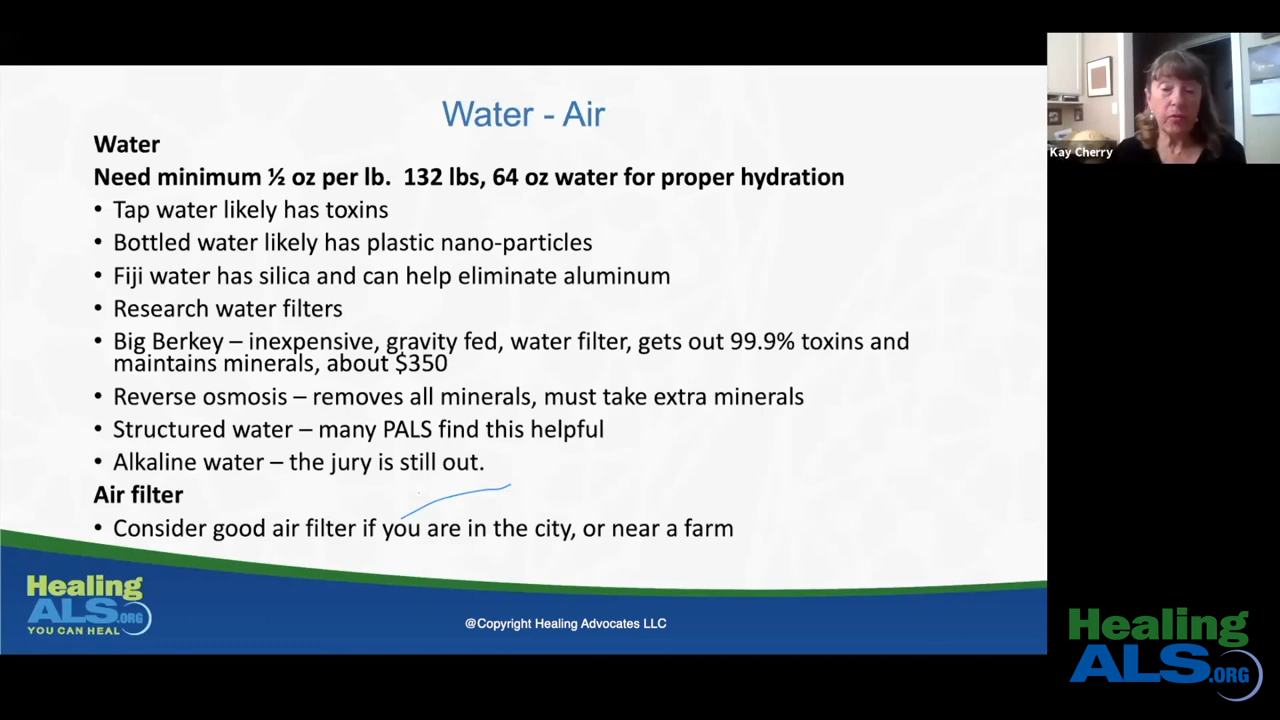 Water - Air
Water
Need minimum ½ oz per lb.  132 lbs, 64 oz water for proper hydration
• Tap water likely has toxins
• Bottled water likely has plastic nano-particles
• Fiji water has silica and can help eliminate aluminum
• Research water filters
• Big Berkey – inexpensive, gravity fed, water filter, gets out 99.9% toxins and
maintains minerals, about $350
• Reverse osmosis – removes all minerals, must take extra minerals
• Structured water – many PALS find this helpful
• Alkaline water – the jury is still out.
Air filter
• Consider good air filter if you are in the city, or near a farm
Healing
ALS.ORG
YOU CAN HEAL
@Copyright Healing Advocates LLC
Kay Cherry
Healing
ALS.ORG